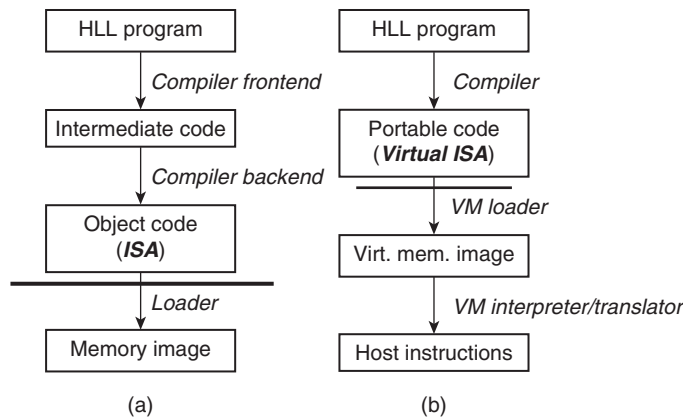 HLL program
Compiler frontend
Intermediate code
Compiler backend
Object code
(ISA)
Loader
Memory image
(a)
HLL program
Compiler
Portable code
(Virtual ISA)
VM loader
Virt. mem. image
VM interpreter/translator
Host instructions
(b)